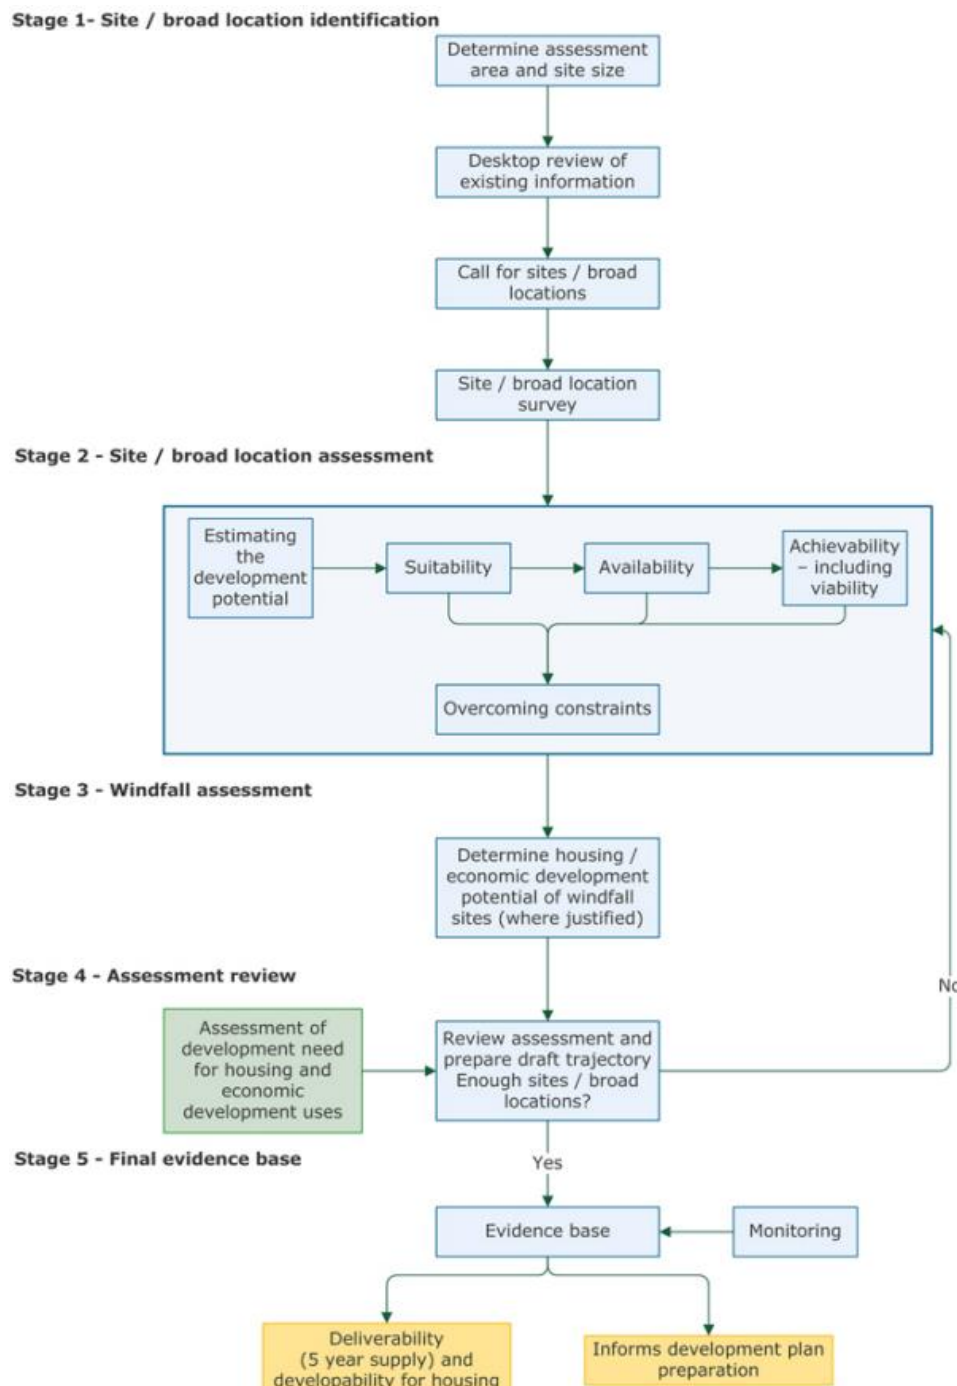 Stage 1- Site / broad location identification
Determine assessment
area and site size
Desktop review of
existing information
Call for sites / broad
locations
Site / broad location
survey
Stage 2 - Site / broad location assessment
Estimating
the
development
potential
Suitability
Availability
Achievability
– including
viability
Overcoming constraints
Stage 3 - Windfall assessment
Determine housing /
economic development
potential of windfall
sites (where justified)
Stage 4 - Assessment review
No
Assessment of
development need
for housing and
economic
development uses
Review assessment and
prepare draft trajectory
Enough sites / broad
locations?
Stage 5 - Final evidence base
Yes
Evidence base
Monitoring
Deliverability
(5 year supply) and
developability for housing
Informs development plan
preparation